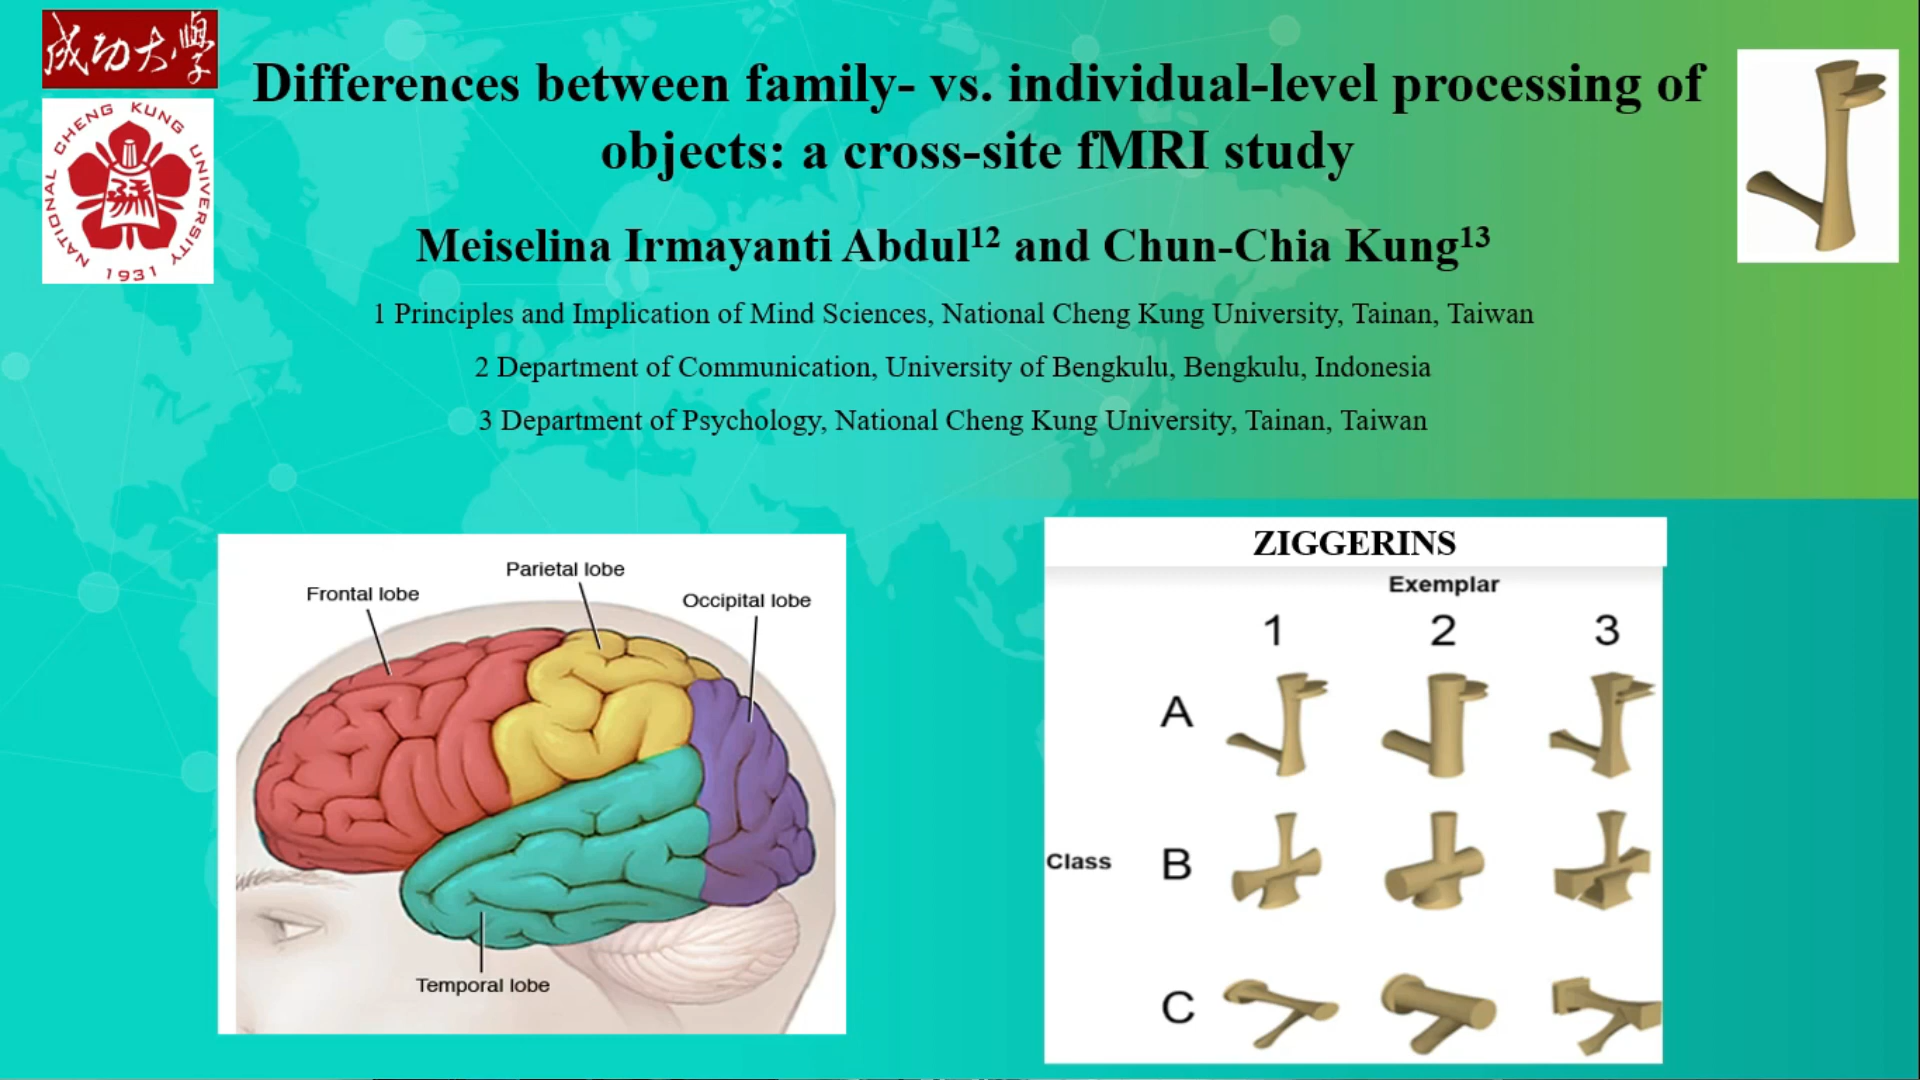 成功大學
NATIONAL CHENG KUNG UNIVERSITY
1931
Differences between family- vs. individual-level processing of
objects: a cross-site fMRI study
Meiselina Irmayanti Abdul12 and Chun-Chia Kung13
1 Principles and Implication of Mind Sciences, National Cheng Kung University, Tainan, Taiwan
2 Department of Communication, University of Bengkulu, Bengkulu, Indonesia
3 Department of Psychology, National Cheng Kung University, Tainan, Taiwan
Parietal lobe
Frontal lobe
Occipital lobe
Temporal lobe
ZIGGERINS
Exemplar
1 2 3
A
Class B
C